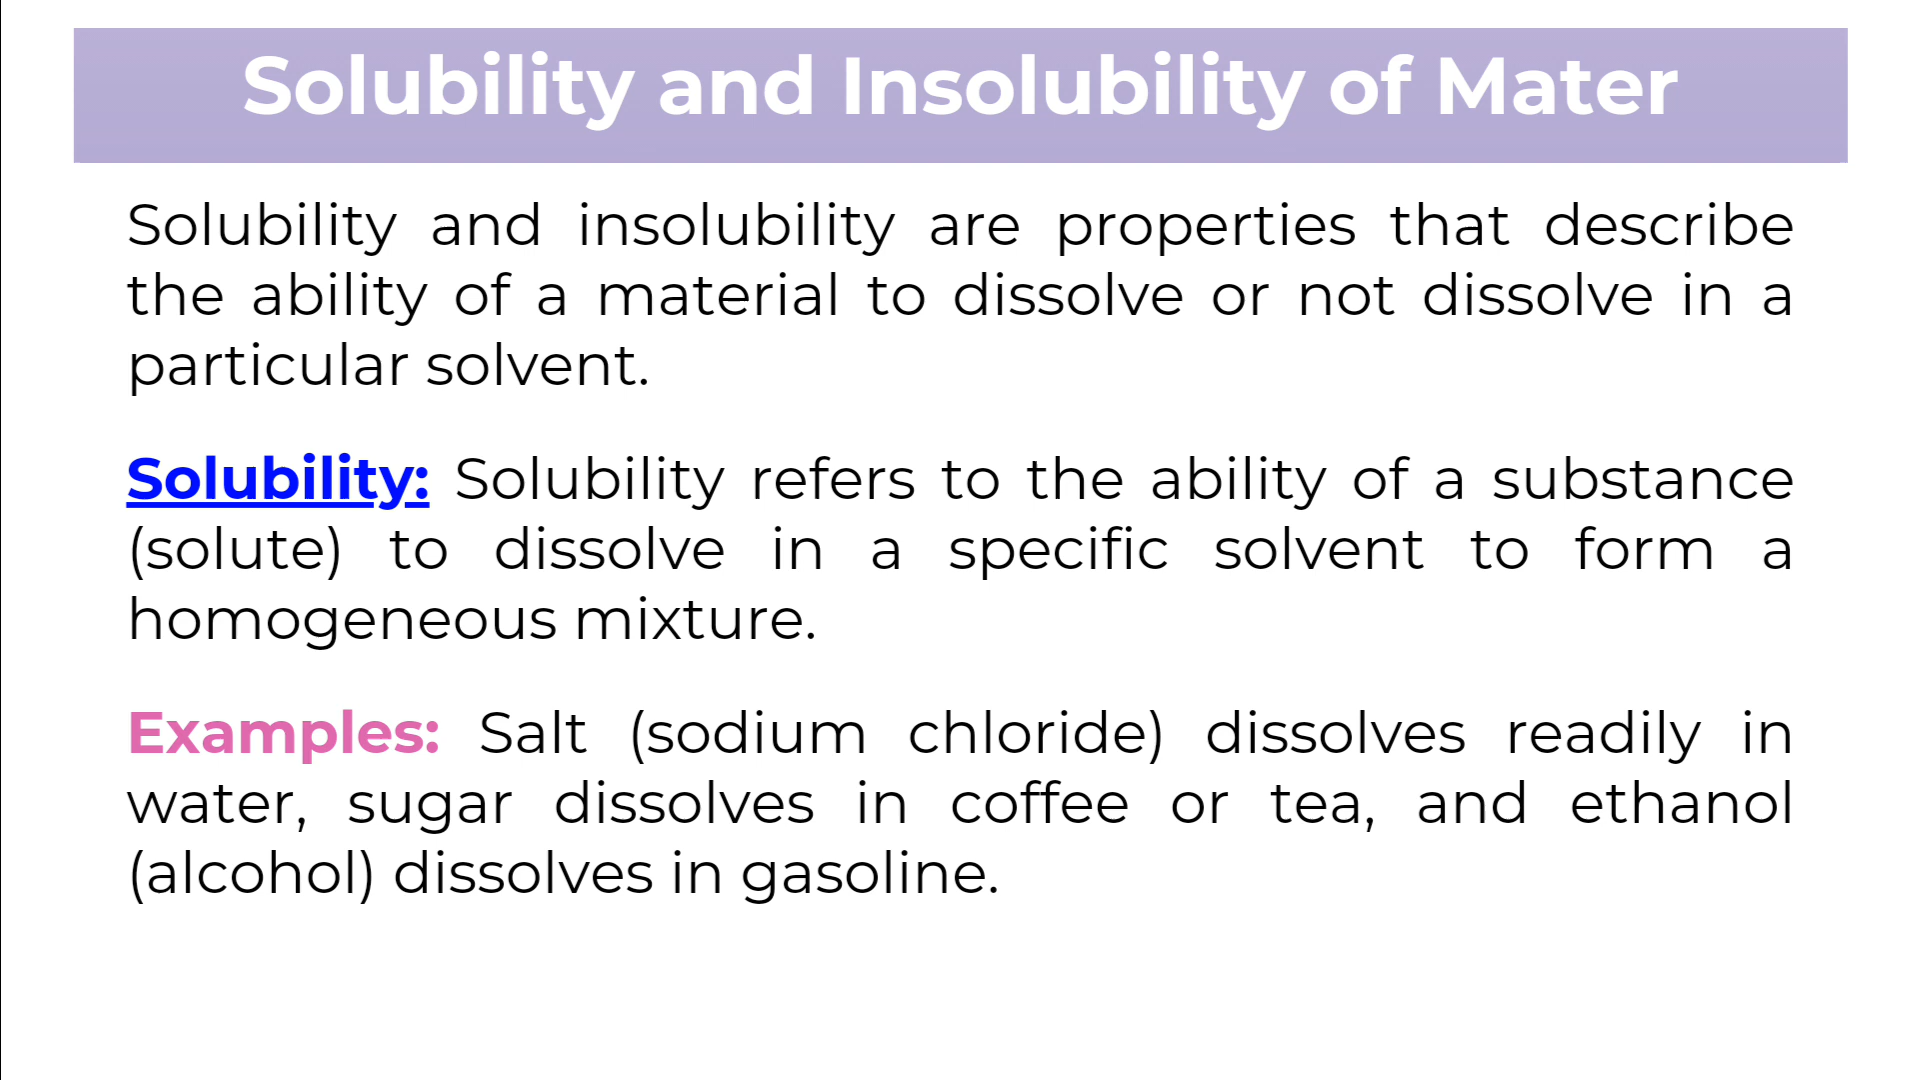 Solubility and Insolubility of Mater
Solubility and insolubility are properties that describe
the ability of a material to dissolve or not dissolve in a
particular solvent.
Solubility: Solubility refers to the ability of a substance
(solute) to dissolve in a specific solvent to form a
homogeneous mixture.
Examples: Salt (sodium chloride) dissolves readily in
water, sugar dissolves in coffee or tea, and ethanol
(alcohol) dissolves in gasoline.